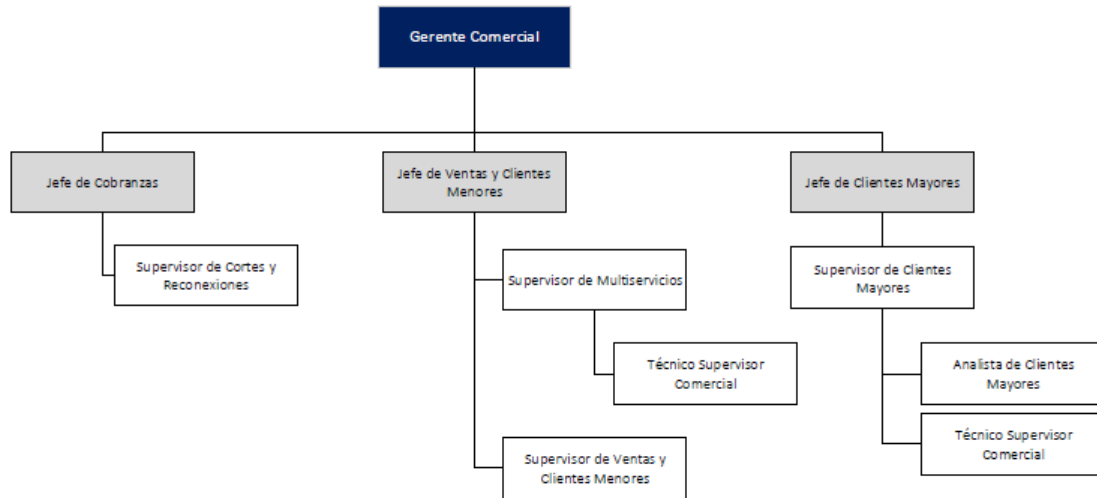 Gerente Comercial
Jefe de Cobranzas
Jefe de Ventas y Clientes
Menores
Jefe de Clientes Mayores
Supervisor de Cortes y
Reconexiones
Supervisor de Multiservicios
Supervisor de Clientes
Mayores
Técnico Supervisor
Comercial
Analista de Clientes
Mayores
Supervisor de Ventas y
Clientes Menores
Técnico Supervisor
Comercial